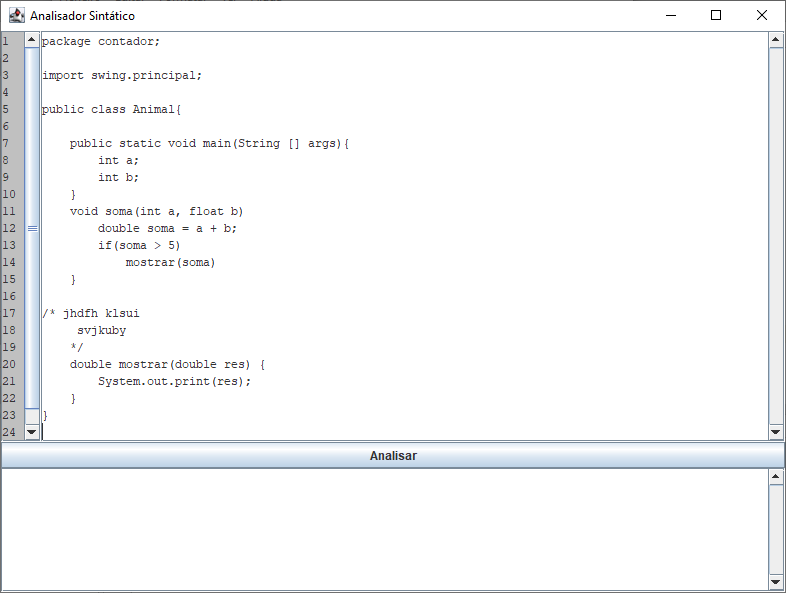 Analisador Sintático
1 package contador;
2
3 import swing.principal;
4
5 public class Animal{
6
7     public static void main(String [] args){
8         int a;
9         int b;
10     }
11     void soma(int a, float b)
12         double soma = a + b;
13         if(soma > 5)
14             mostrar(soma)
15     }
16
17 /* jhdfh klsui
18      svjkuby
19     */
20     double mostrar(double res) {
21         System.out.print(res);
22     }
23 }
24
Analisar